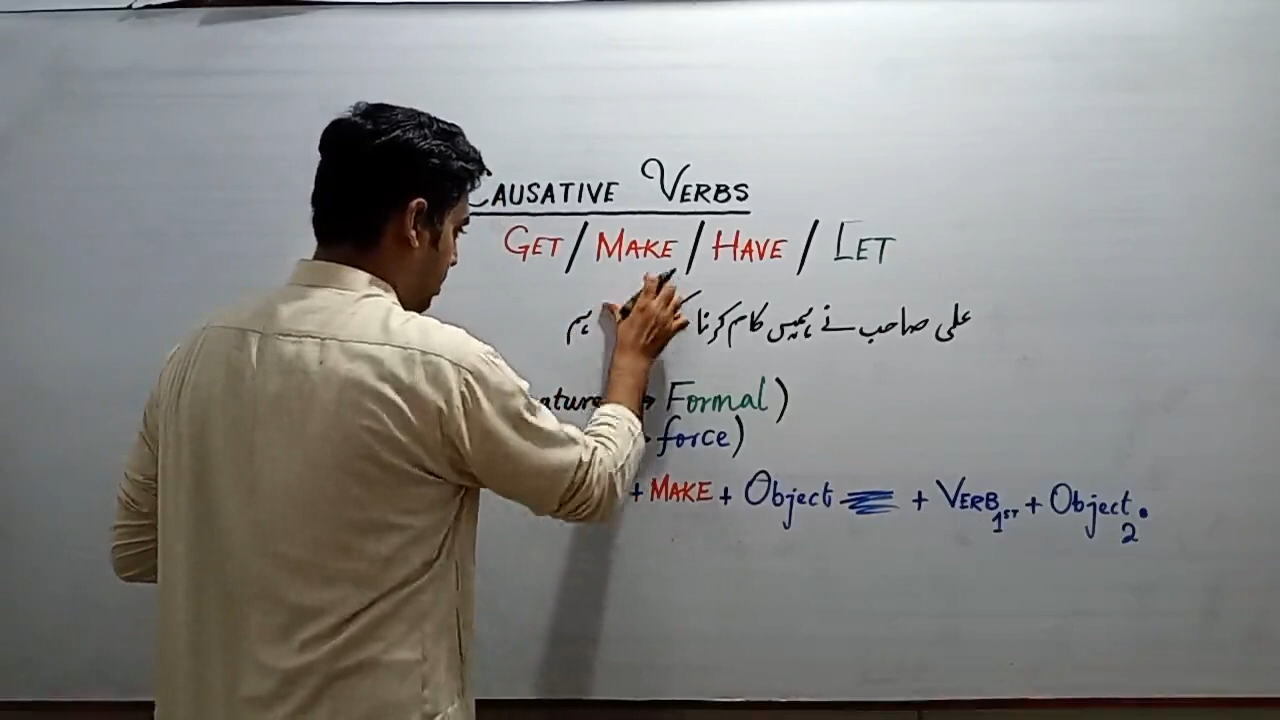 CAUSATIVE VERBS
GET / MAKE / HAVE / LET
علی صاحب نے ہمیں کام کرنا ہم
Formal)
force)
+ MAKE + Object + VERB 1ST + Object 2.